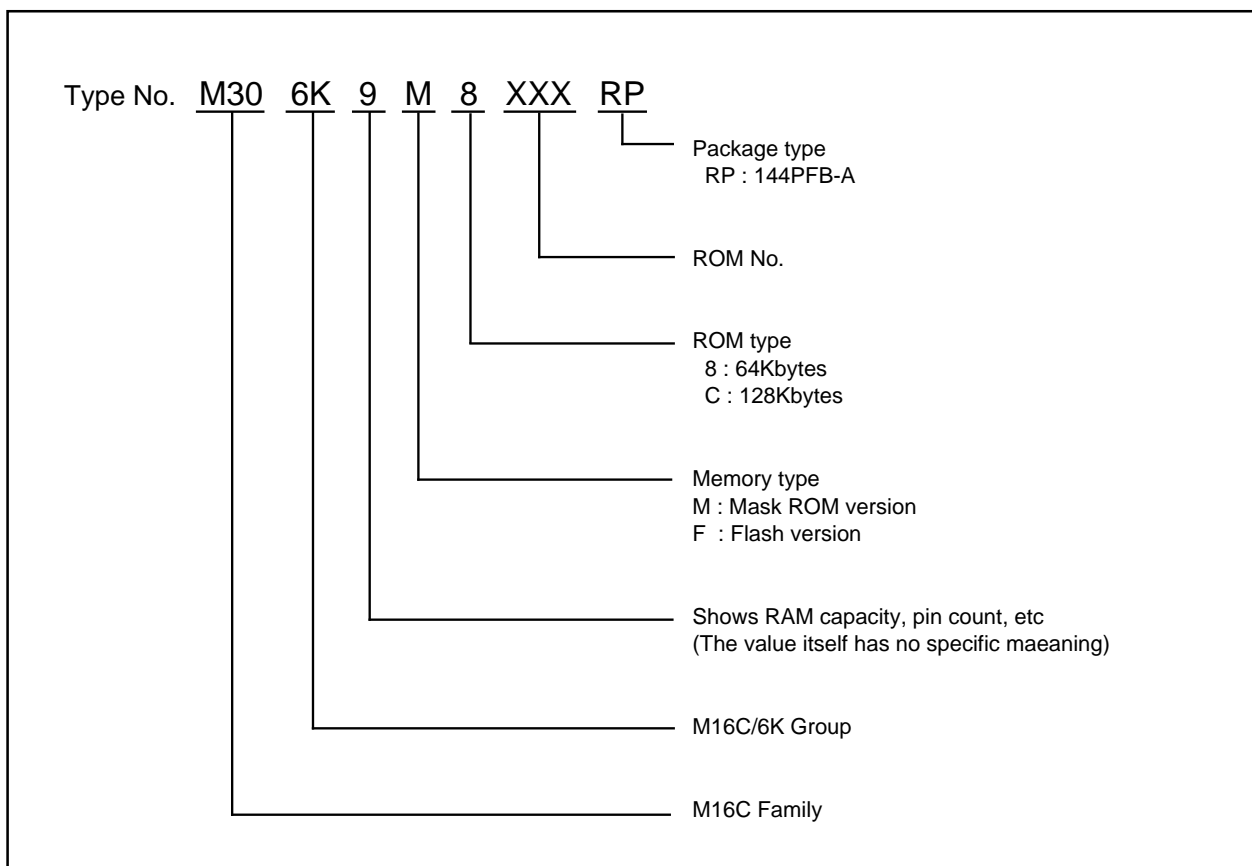 Type No. M30 6K 9 M 8 XXX RP
Package type
RP : 144PFB-A
ROM No.
ROM type
8 : 64Kbytes
C : 128Kbytes
Memory type
M : Mask ROM version
F : Flash version
Shows RAM capacity, pin count, etc
(The value itself has no specific maeaning)
M16C/6K Group
M16C Family